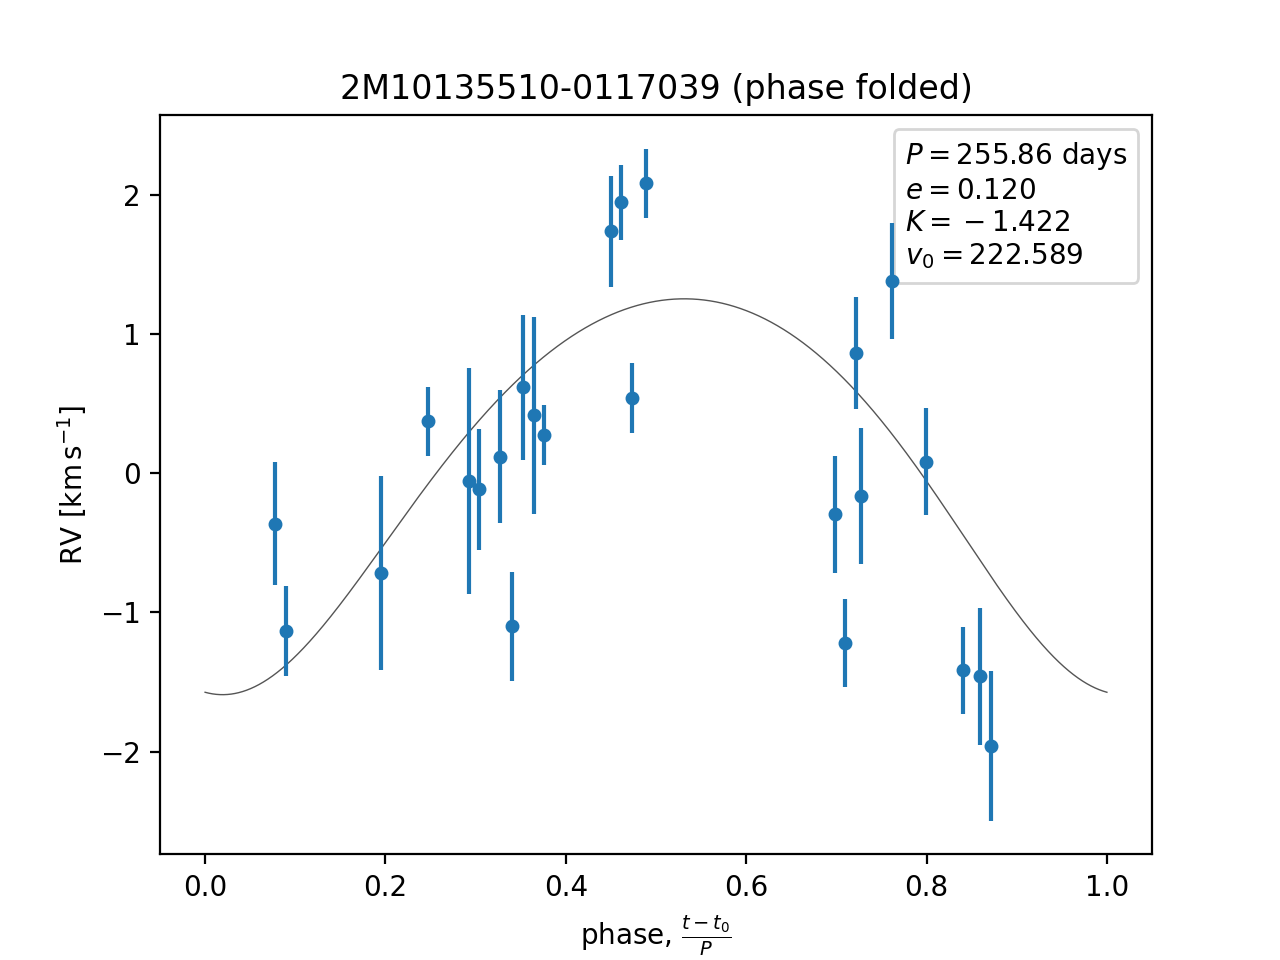 2M10135510-0117039 (phase folded)
P = 255.86 days
e = 0.120
K = −1.422
v₀ = 222.589
2
1
0
−1
−2
RV [km s⁻¹]
0.0 0.2 0.4 0.6 0.8 1.0
phase, (t − t₀)/P